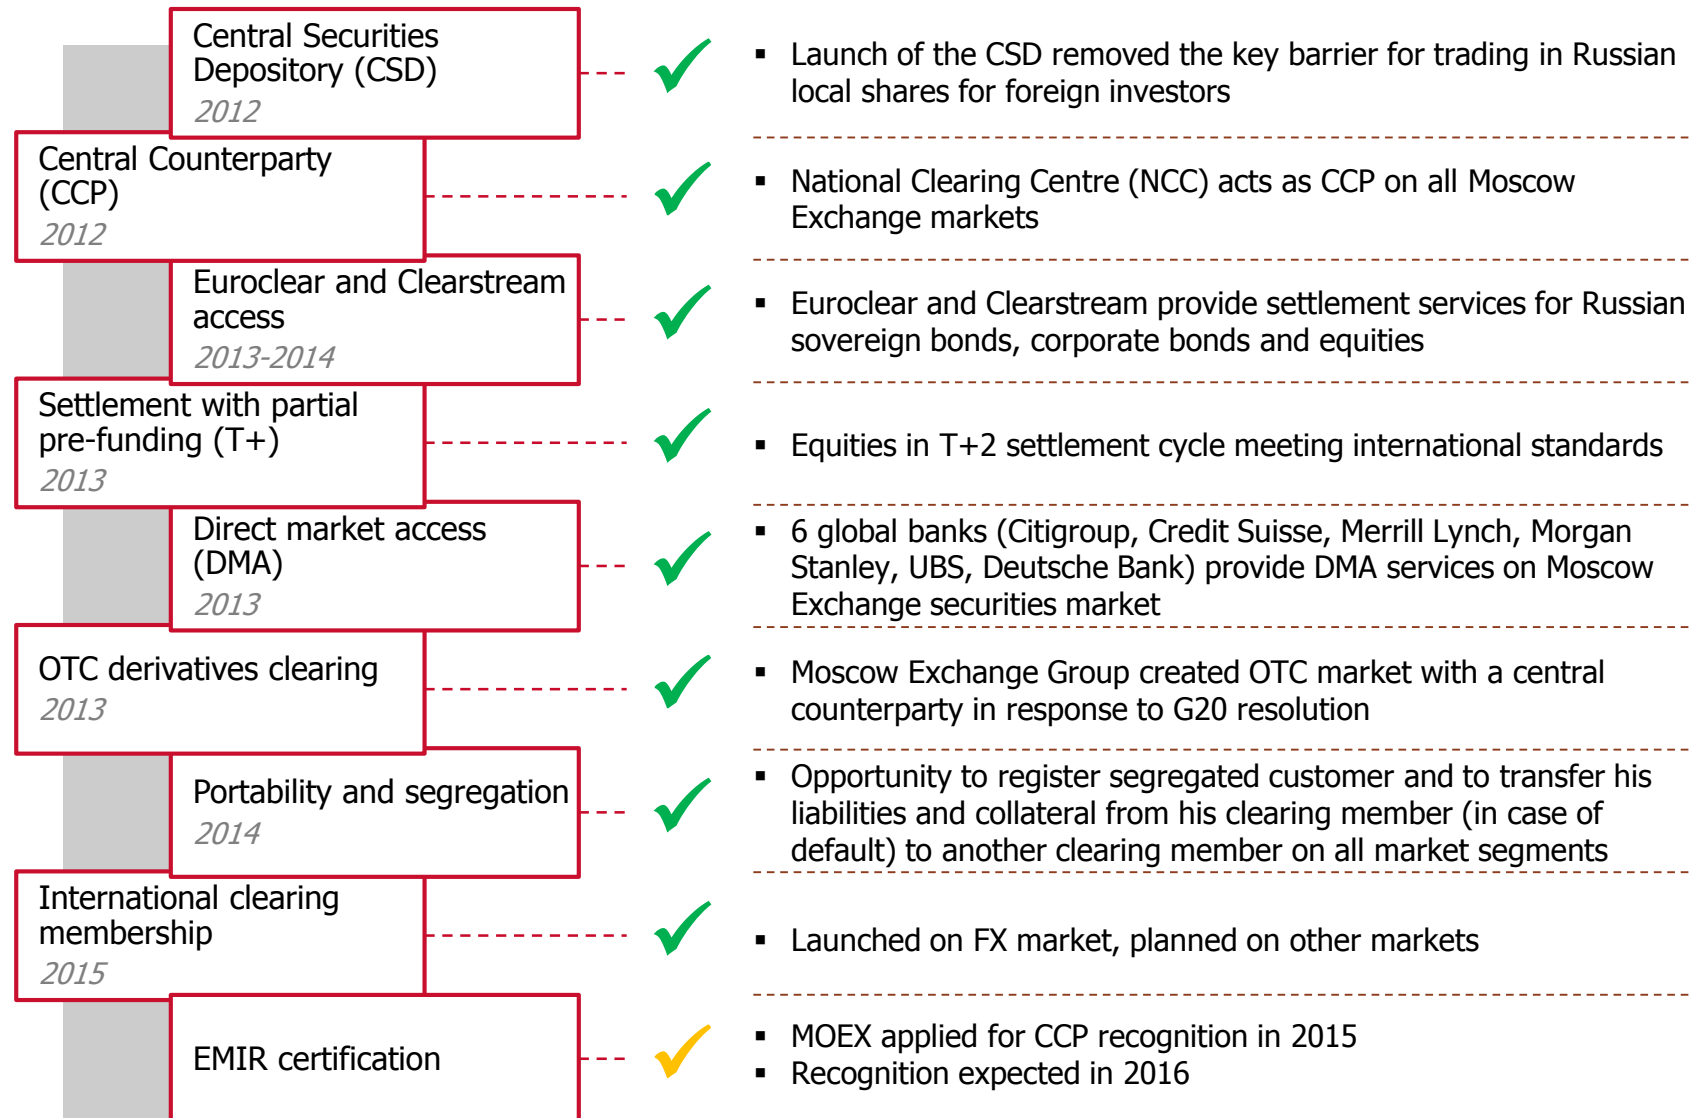 Central Securities
Depository (CSD)
2012
▪ Launch of the CSD removed the key barrier for trading in Russian
local shares for foreign investors
Central Counterparty
(CCP)
2012
▪ National Clearing Centre (NCC) acts as CCP on all Moscow
Exchange markets
Euroclear and Clearstream
access
2013-2014
▪ Euroclear and Clearstream provide settlement services for Russian
sovereign bonds, corporate bonds and equities
Settlement with partial
pre-funding (T+)
2013
▪ Equities in T+2 settlement cycle meeting international standards
Direct market access
(DMA)
2013
▪ 6 global banks (Citigroup, Credit Suisse, Merrill Lynch, Morgan
Stanley, UBS, Deutsche Bank) provide DMA services on Moscow
Exchange securities market
OTC derivatives clearing
2013
▪ Moscow Exchange Group created OTC market with a central
counterparty in response to G20 resolution
Portability and segregation
2014
▪ Opportunity to register segregated customer and to transfer his
liabilities and collateral from his clearing member (in case of
default) to another clearing member on all market segments
International clearing
membership
2015
▪ Launched on FX market, planned on other markets
EMIR certification
▪ MOEX applied for CCP recognition in 2015
▪ Recognition expected in 2016